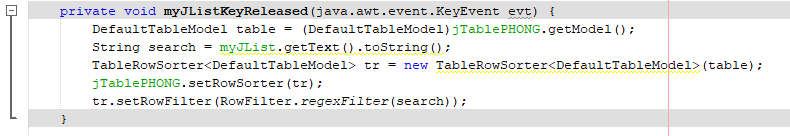 private void myJListKeyReleased(java.awt.event.KeyEvent evt) {
DefaultTableModel table = (DefaultTableModel)jTablePHONG.getModel();
String search = myJList.getText().toString();
TableRowSorter<DefaultTableModel> tr = new TableRowSorter<DefaultTableModel>(table);
jTablePHONG.setRowSorter(tr);
tr.setRowFilter(RowFilter.regexFilter(search));
}